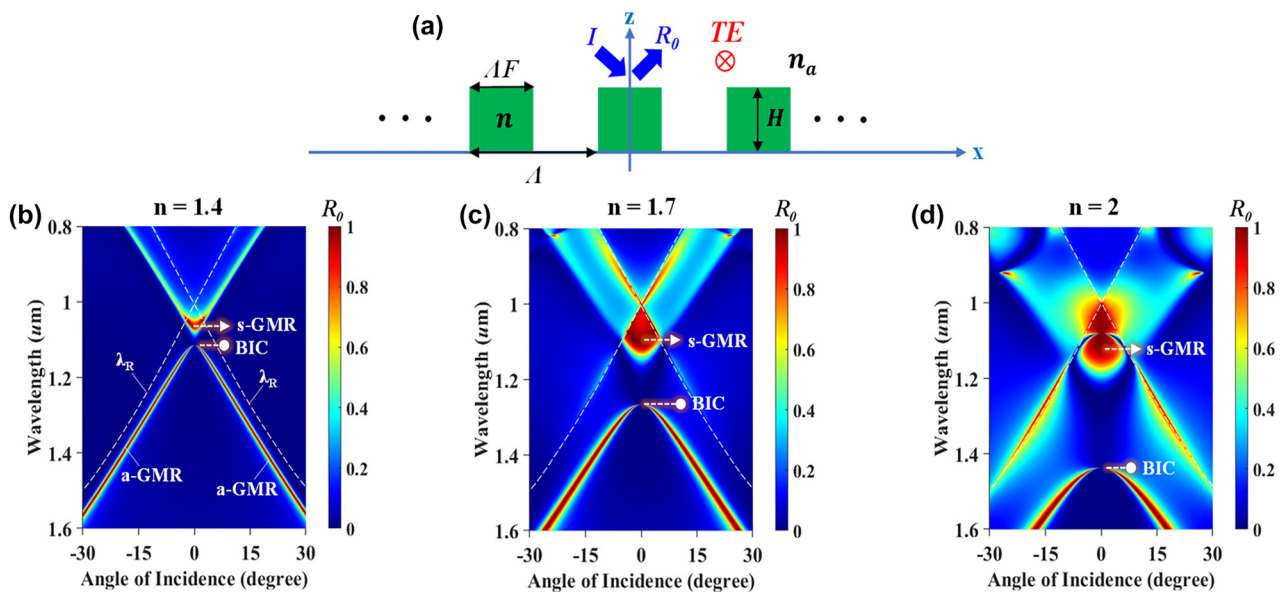 (a)
z
I R₀ TE
ΛF
nₐ
• • • n H • • •
x
Λ
(b) n = 1.4 R₀
(c) n = 1.7 R₀
(d) n = 2 R₀
0.8
1
1.2
1.4
1.6
Wavelength (um)
s-GMR
BIC
λ_R
λ_R
a-GMR
a-GMR
-30 -15 0 15 30
Angle of Incidence (degree)
1
0.8
0.6
0.4
0.2
0
0.8
1
1.2
1.4
1.6
Wavelength (um)
s-GMR
BIC
-30 -15 0 15 30
Angle of Incidence (degree)
1
0.8
0.6
0.4
0.2
0
0.8
1
1.2
1.4
1.6
Wavelength (um)
s-GMR
BIC
-30 -15 0 15 30
Angle of Incidence (degree)
1
0.8
0.6
0.4
0.2
0